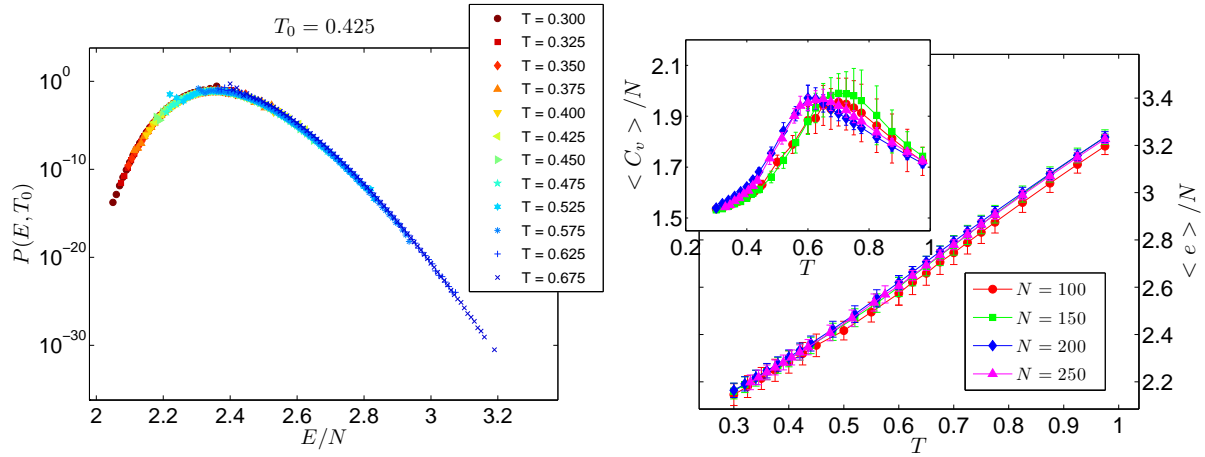 T₀ = 0.425
P(E, T₀)
10⁰
10⁻¹⁰
10⁻²⁰
10⁻³⁰
2 2.2 2.4 2.6 2.8 3 3.2
E/N
T = 0.300
T = 0.325
T = 0.350
T = 0.375
T = 0.400
T = 0.425
T = 0.450
T = 0.475
T = 0.525
T = 0.575
T = 0.625
T = 0.675
< C_v > /N
2.1
1.9
1.7
1.5
0.2 0.4 0.6 0.8 1
T
3.4
3.2
3
2.8
2.6
2.4
2.2
< e > /N
N = 100
N = 150
N = 200
N = 250
0.3 0.4 0.5 0.6 0.7 0.8 0.9 1
T